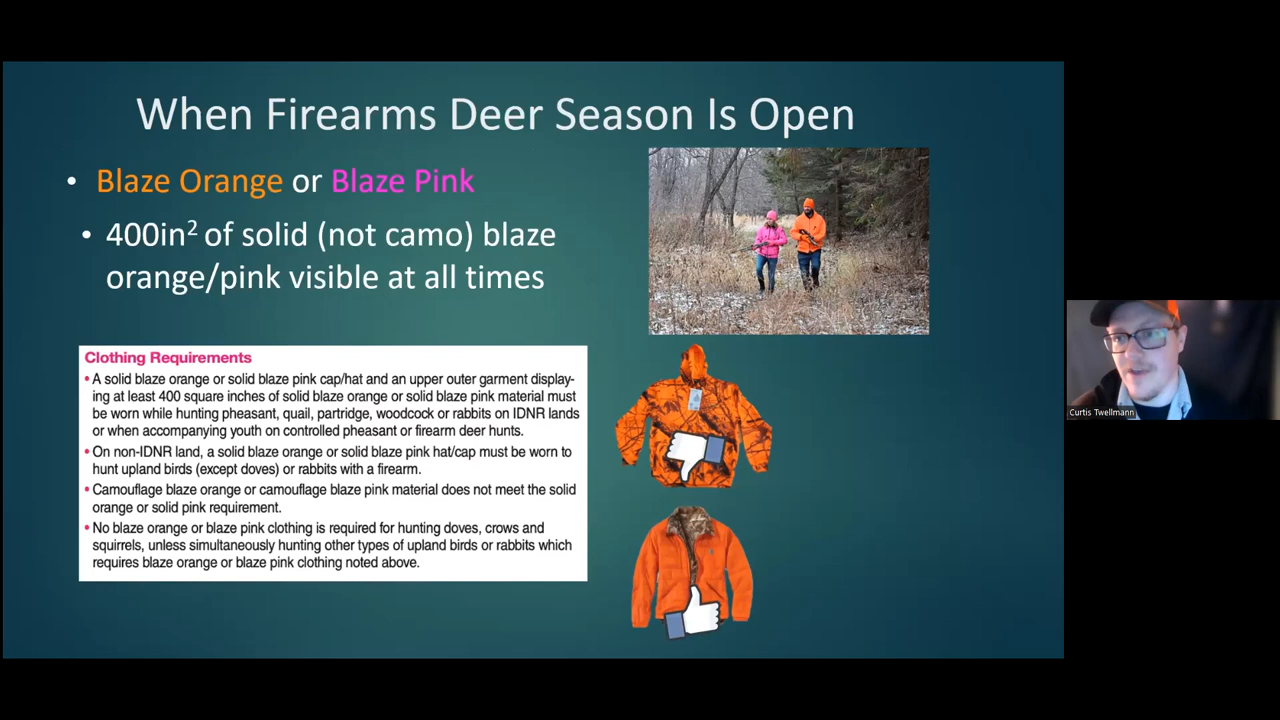 When Firearms Deer Season Is Open
• Blaze Orange or Blaze Pink
• 400in² of solid (not camo) blaze
orange/pink visible at all times
Clothing Requirements
• A solid blaze orange or solid blaze pink cap/hat and an upper outer garment display-
ing at least 400 square inches of solid blaze orange or solid blaze pink material must
be worn while hunting pheasant, quail, partridge, woodcock or rabbits on IDNR lands
or when accompanying youth on controlled pheasant or firearm deer hunts.
• On non-IDNR land, a solid blaze orange or solid blaze pink hat/cap must be worn to
hunt upland birds (except doves) or rabbits with a firearm.
• Camouflage blaze orange or camouflage blaze pink material does not meet the solid
orange or solid pink requirement.
• No blaze orange or blaze pink clothing is required for hunting doves, crows and
squirrels, unless simultaneously hunting other types of upland birds or rabbits which
requires blaze orange or blaze pink clothing noted above.
Curtis Twellmann